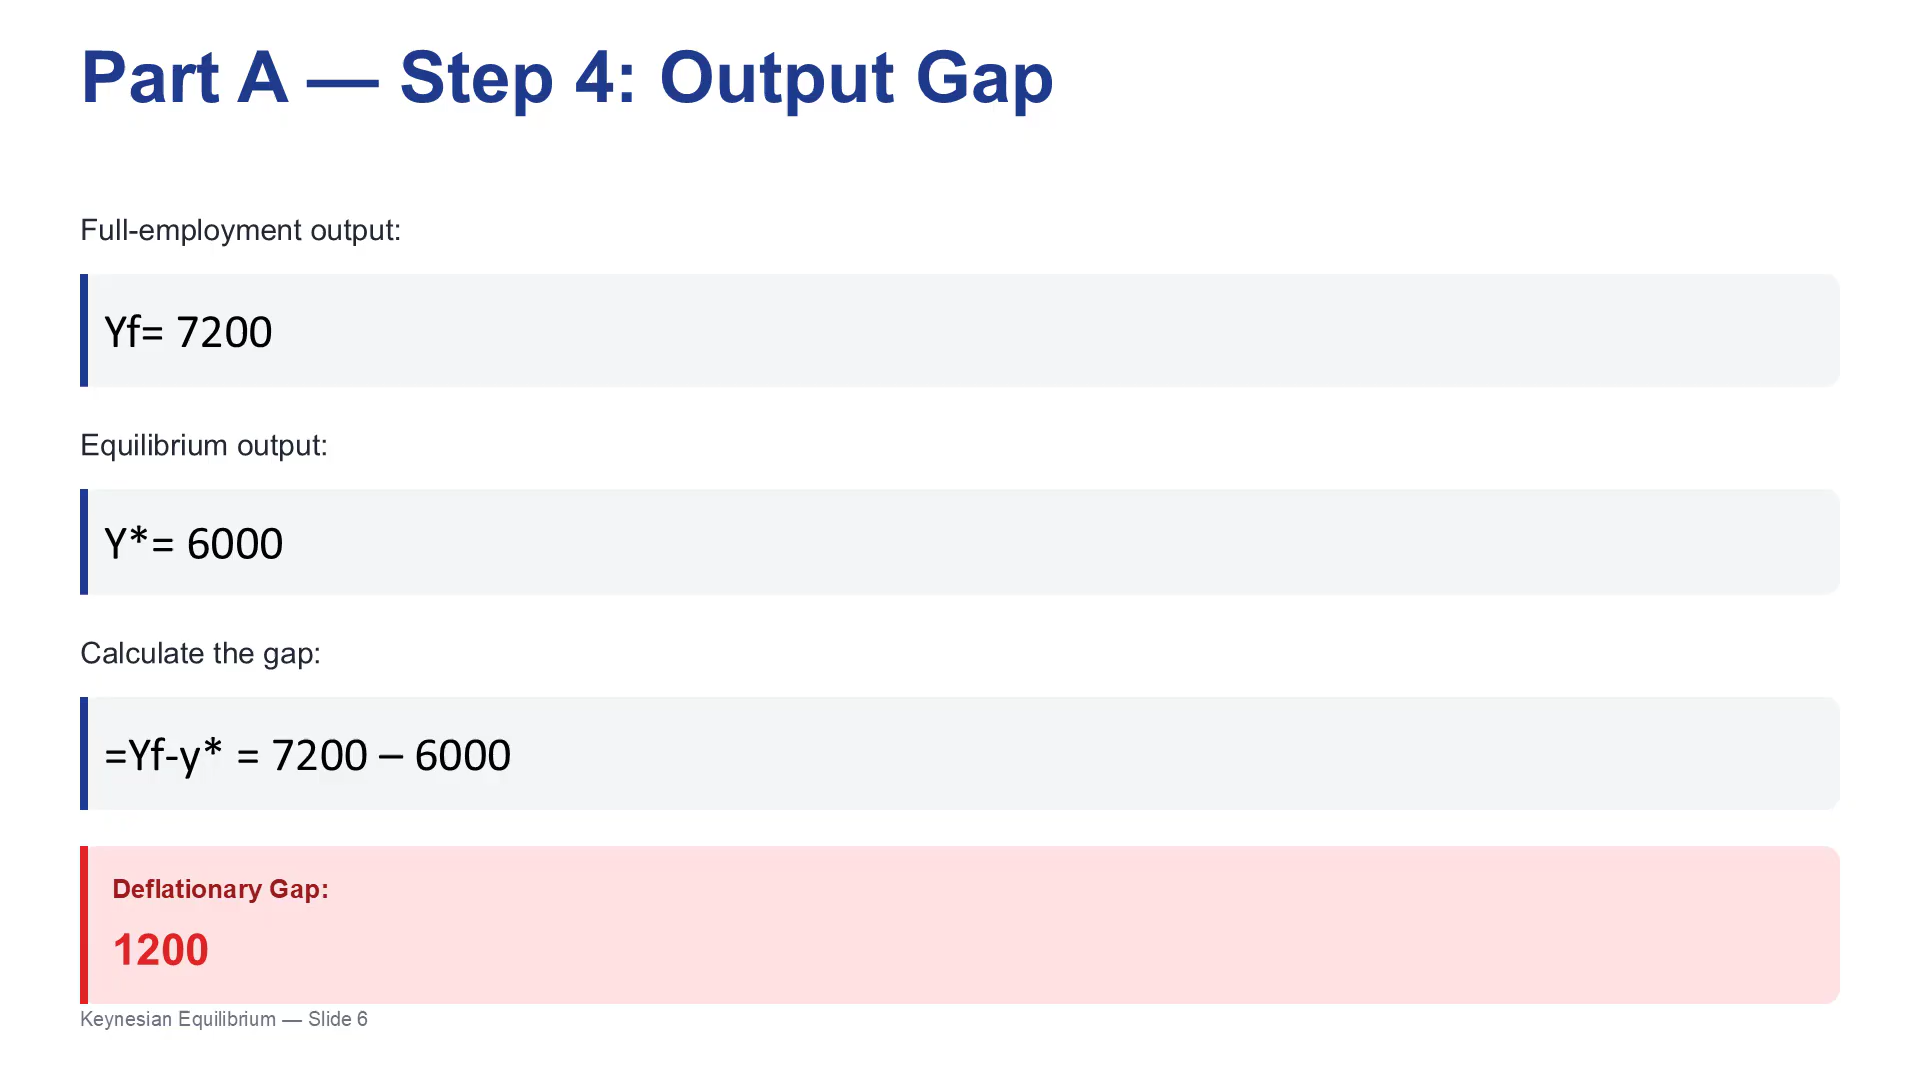 Part A — Step 4: Output Gap
Full-employment output:
Yf= 7200
Equilibrium output:
Y*= 6000
Calculate the gap:
=Yf-y* = 7200 – 6000
Deflationary Gap:
1200
Keynesian Equilibrium — Slide 6